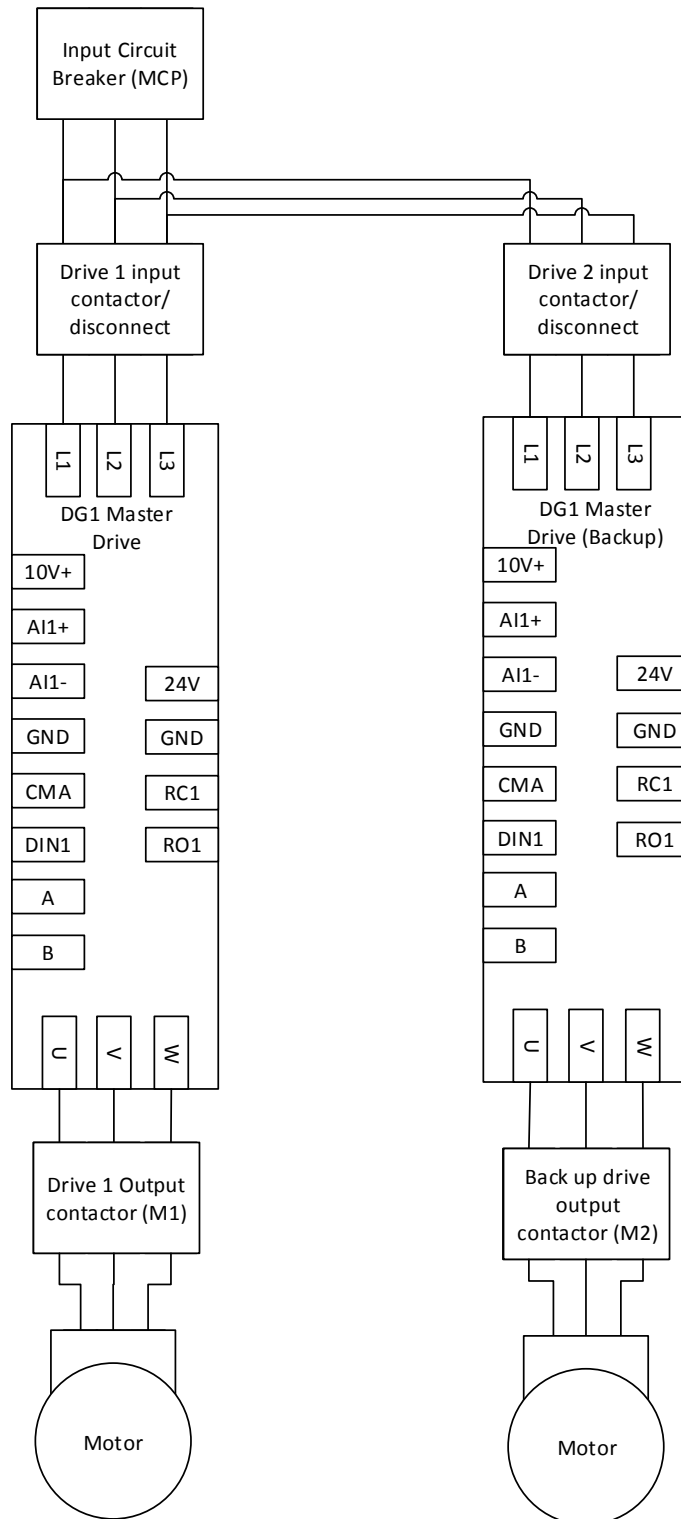 Input Circuit
Breaker (MCP)
Drive 1 input
contactor/
disconnect
Drive 2 input
contactor/
disconnect
L1
L2
L3
DG1 Master
Drive
10V+
AI1+
AI1-
GND
CMA
DIN1
A
B
24V
GND
RC1
RO1
U
V
W
Drive 1 Output
contactor (M1)
Motor
L1
L2
L3
DG1 Master
Drive (Backup)
10V+
AI1+
AI1-
GND
CMA
DIN1
A
B
24V
GND
RC1
RO1
U
V
W
Back up drive
output
contactor (M2)
Motor